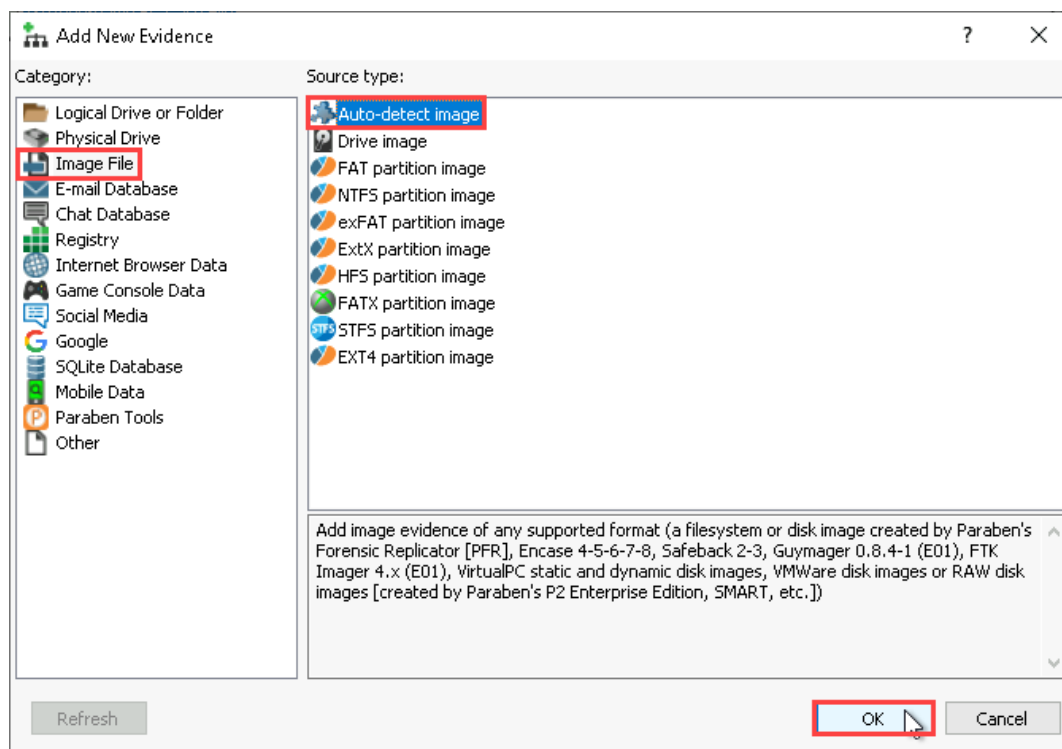 Add New Evidence
?
Category:
Source type:
Logical Drive or Folder
Physical Drive
Image File
E-mail Database
Chat Database
Registry
Internet Browser Data
Game Console Data
Social Media
Google
SQLite Database
Mobile Data
Paraben Tools
Other
Auto-detect image
Drive image
FAT partition image
NTFS partition image
exFAT partition image
ExtX partition image
HFS partition image
FATX partition image
STFS partition image
EXT4 partition image
Add image evidence of any supported format (a filesystem or disk image created by Paraben's
Forensic Replicator [PFR], Encase 4-5-6-7-8, Safeback 2-3, Guymager 0.8.4-1 (E01), FTK
Imager 4.x (E01), VirtualPC static and dynamic disk images, VMWare disk images or RAW disk
images [created by Paraben's P2 Enterprise Edition, SMART, etc.])
Refresh
OK
Cancel